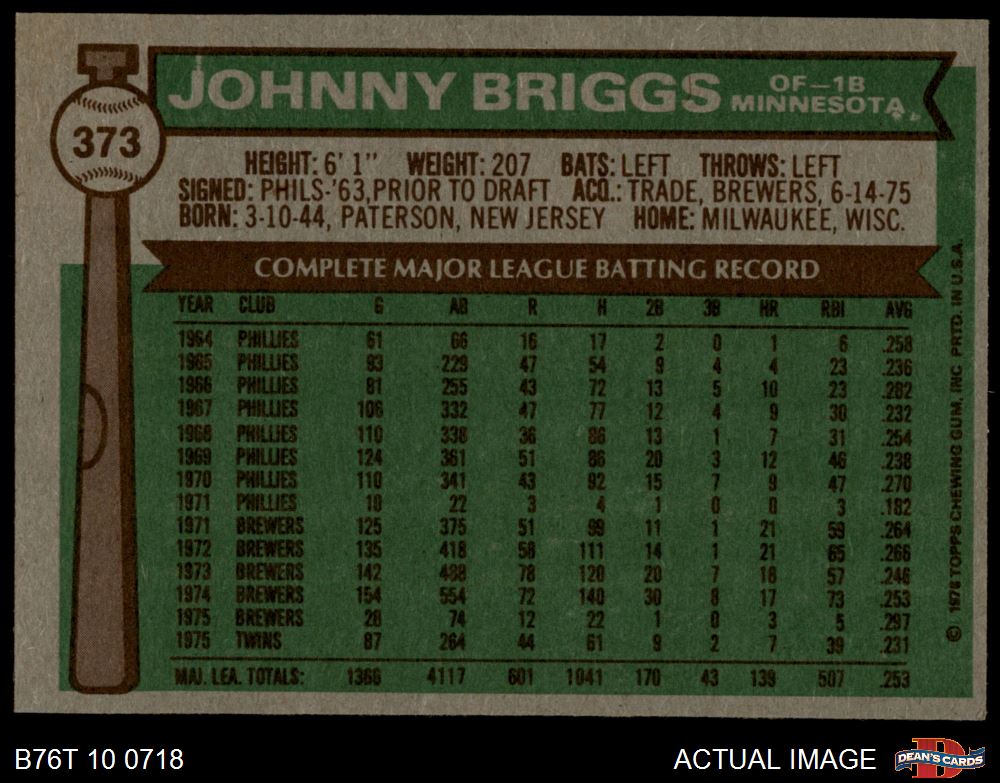 373
JOHNNY BRIGGS
OF—1B
MINNESOTA
HEIGHT: 6' 1" WEIGHT: 207 BATS: LEFT THROWS: LEFT
SIGNED: PHILS-'63, PRIOR TO DRAFT ACQ.: TRADE, BREWERS, 6-14-75
BORN: 3-10-44, PATERSON, NEW JERSEY HOME: MILWAUKEE, WISC.
COMPLETE MAJOR LEAGUE BATTING RECORD
YEAR CLUB G AB R H 2B 3B HR RBI AVG
1964 PHILLIES 61 66 16 17 2 0 1 6 .258
1965 PHILLIES 93 229 47 54 9 4 4 23 .236
1966 PHILLIES 81 255 43 72 13 5 10 23 .282
1967 PHILLIES 106 332 47 77 12 4 9 30 .232
1968 PHILLIES 110 338 36 86 13 1 7 31 .254
1969 PHILLIES 124 361 51 86 20 3 12 46 .238
1970 PHILLIES 110 341 43 92 15 7 9 47 .270
1971 PHILLIES 10 22 3 4 1 0 0 3 .182
1971 BREWERS 125 375 51 99 11 1 21 59 .264
1972 BREWERS 135 418 58 111 14 1 21 65 .266
1973 BREWERS 142 488 78 120 20 7 18 57 .246
1974 BREWERS 154 554 72 140 30 8 17 73 .253
1975 BREWERS 28 74 12 22 1 0 3 5 .297
1975 TWINS 87 264 44 61 9 2 7 39 .231
MAJ. LEA. TOTALS: 1366 4117 601 1041 170 43 139 507 .253
© 1976 TOPPS CHEWING GUM, INC PRTD. IN U.S.A.
B76T 10 0718
ACTUAL IMAGE
D
DEAN'S CARDS